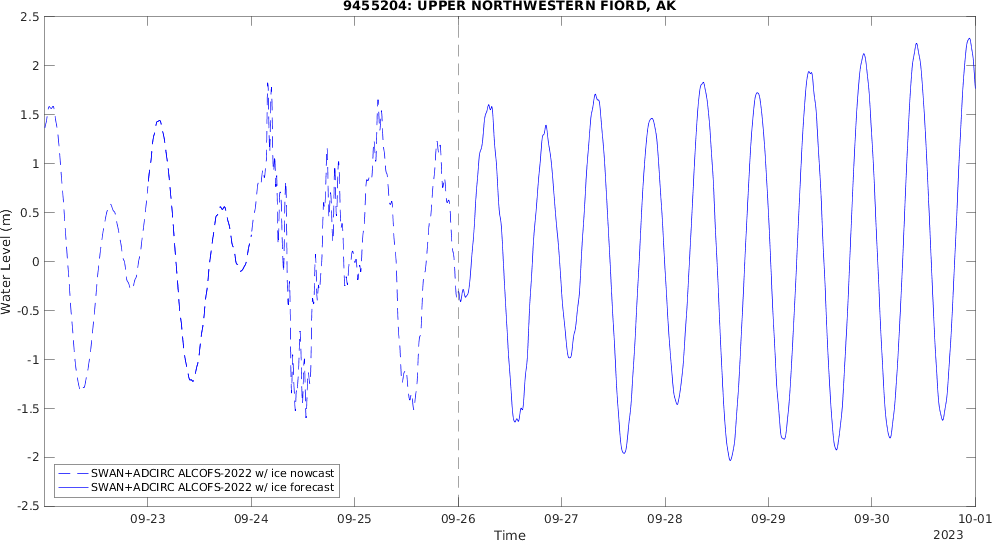 9455204: UPPER NORTHWESTERN FIORD, AK
2.5
2
1.5
1
0.5
0
-0.5
-1
-1.5
-2
-2.5
Water Level (m)
SWAN+ADCIRC ALCOFS-2022 w/ ice nowcast
SWAN+ADCIRC ALCOFS-2022 w/ ice forecast
09-23 09-24 09-25 09-26 09-27 09-28 09-29 09-30 10-01
Time
2023